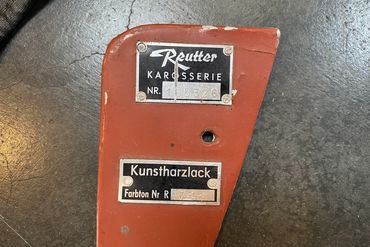 Reutter
KAROSSERIE
NR.
Kunstharzlack
Farbton Nr R